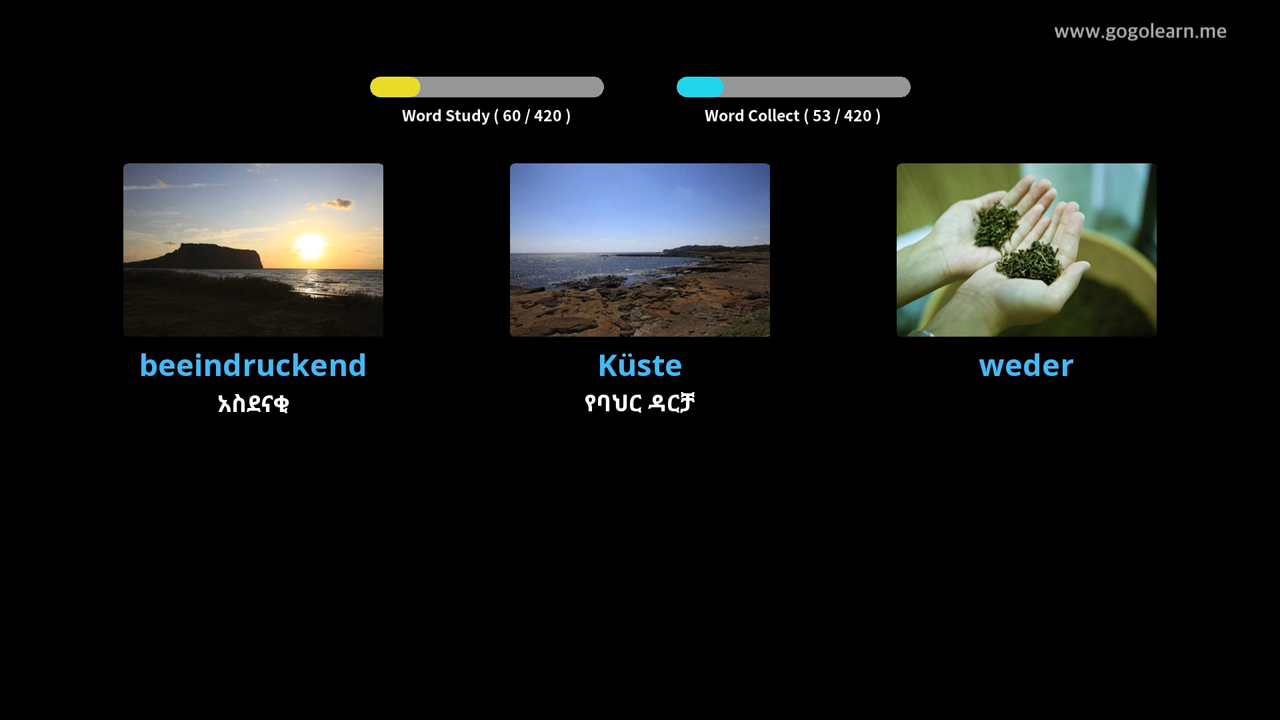 www.gogolearn.me
Word Study ( 60 / 420 )
Word Collect ( 53 / 420 )
beeindruckend
አስደናቂ
Küste
የባህር ዳርቻ
weder